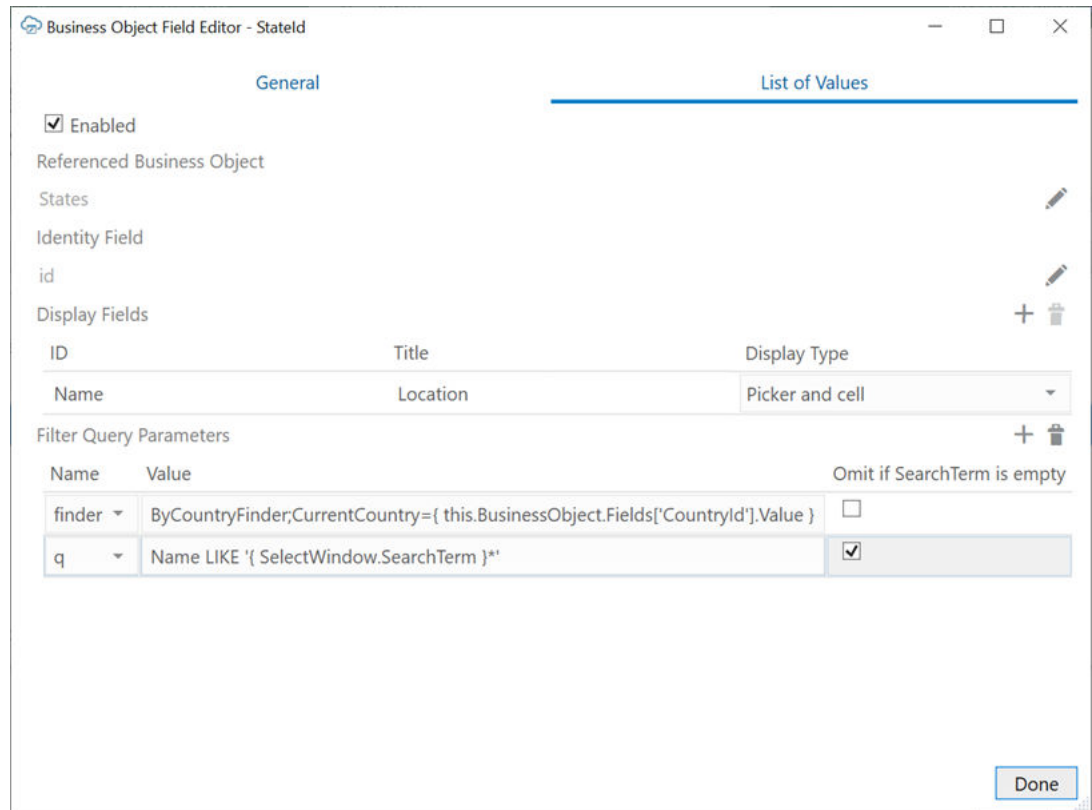 Business Object Field Editor - StateId
General List of Values
Enabled
Referenced Business Object
States
Identity Field
id
Display Fields
ID Title Display Type
Name Location Picker and cell
Filter Query Parameters
Name Value Omit if SearchTerm is empty
finder ByCountryFinder;CurrentCountry={ this.BusinessObject.Fields['CountryId'].Value }
q Name LIKE '{ SelectWindow.SearchTerm }*'
Done